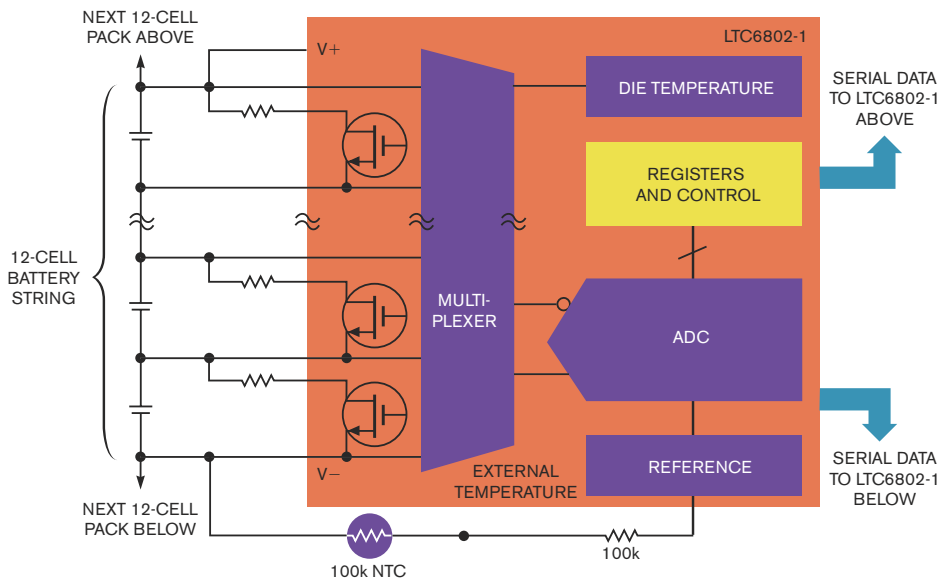 NEXT 12-CELL
PACK ABOVE
V+
LTC6802-1
DIE TEMPERATURE
SERIAL DATA
TO LTC6802-1
ABOVE
REGISTERS
AND CONTROL
12-CELL
BATTERY
STRING
MULTI-
PLEXER
ADC
V−
EXTERNAL
TEMPERATURE
REFERENCE
SERIAL DATA
TO LTC6802-1
BELOW
NEXT 12-CELL
PACK BELOW
100k NTC
100k